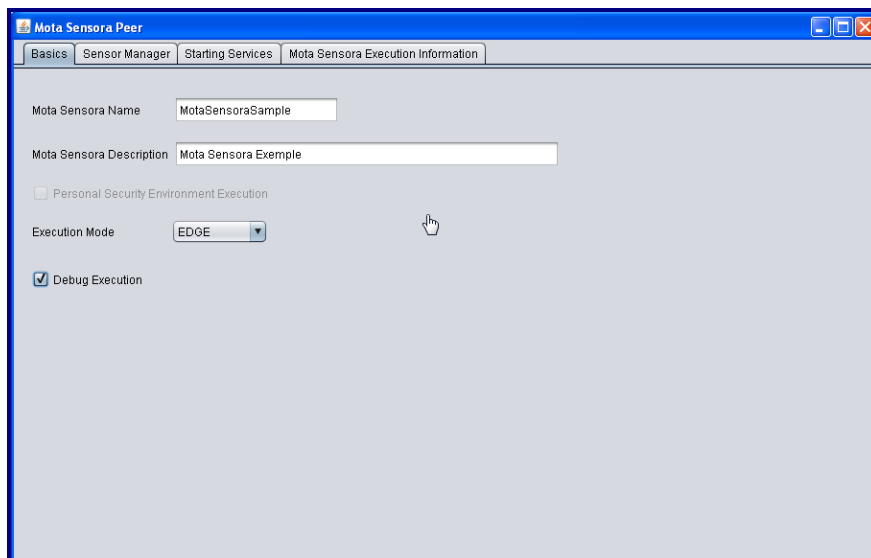 Mota Sensora Peer
Basics Sensor Manager Starting Services Mota Sensora Execution Information
Mota Sensora Name MotaSensoraSample
Mota Sensora Description Mota Sensora Exemple
Personal Security Environment Execution
Execution Mode EDGE
Debug Execution